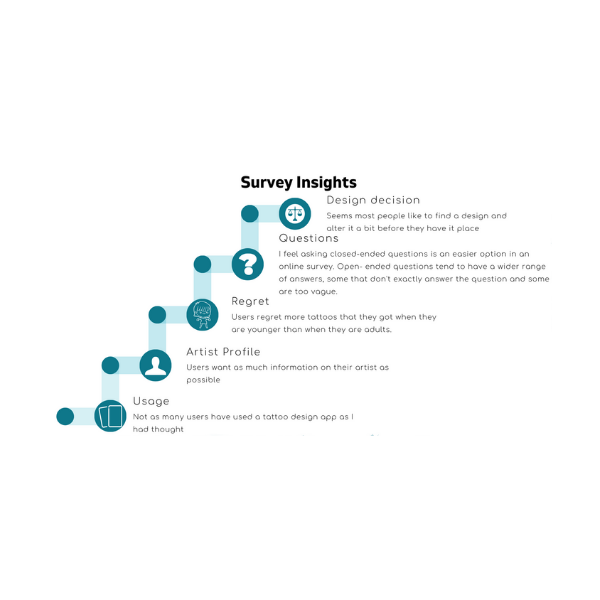 Survey Insights
Design decision
Seems most people like to find a design and
alter it a bit before they have it place
Questions
I feel asking closed-ended questions is an easier option in an
online survey. Open- ended questions tend to have a wider range
of answers, some that don't exactly answer the question and some
are too vague.
Regret
Users regret more tattoos that they got when they
are younger than when they are adults.
Artist Profile
Users want as much information on their artist as
possible
Usage
Not as many users have used a tattoo design app as I
had thought